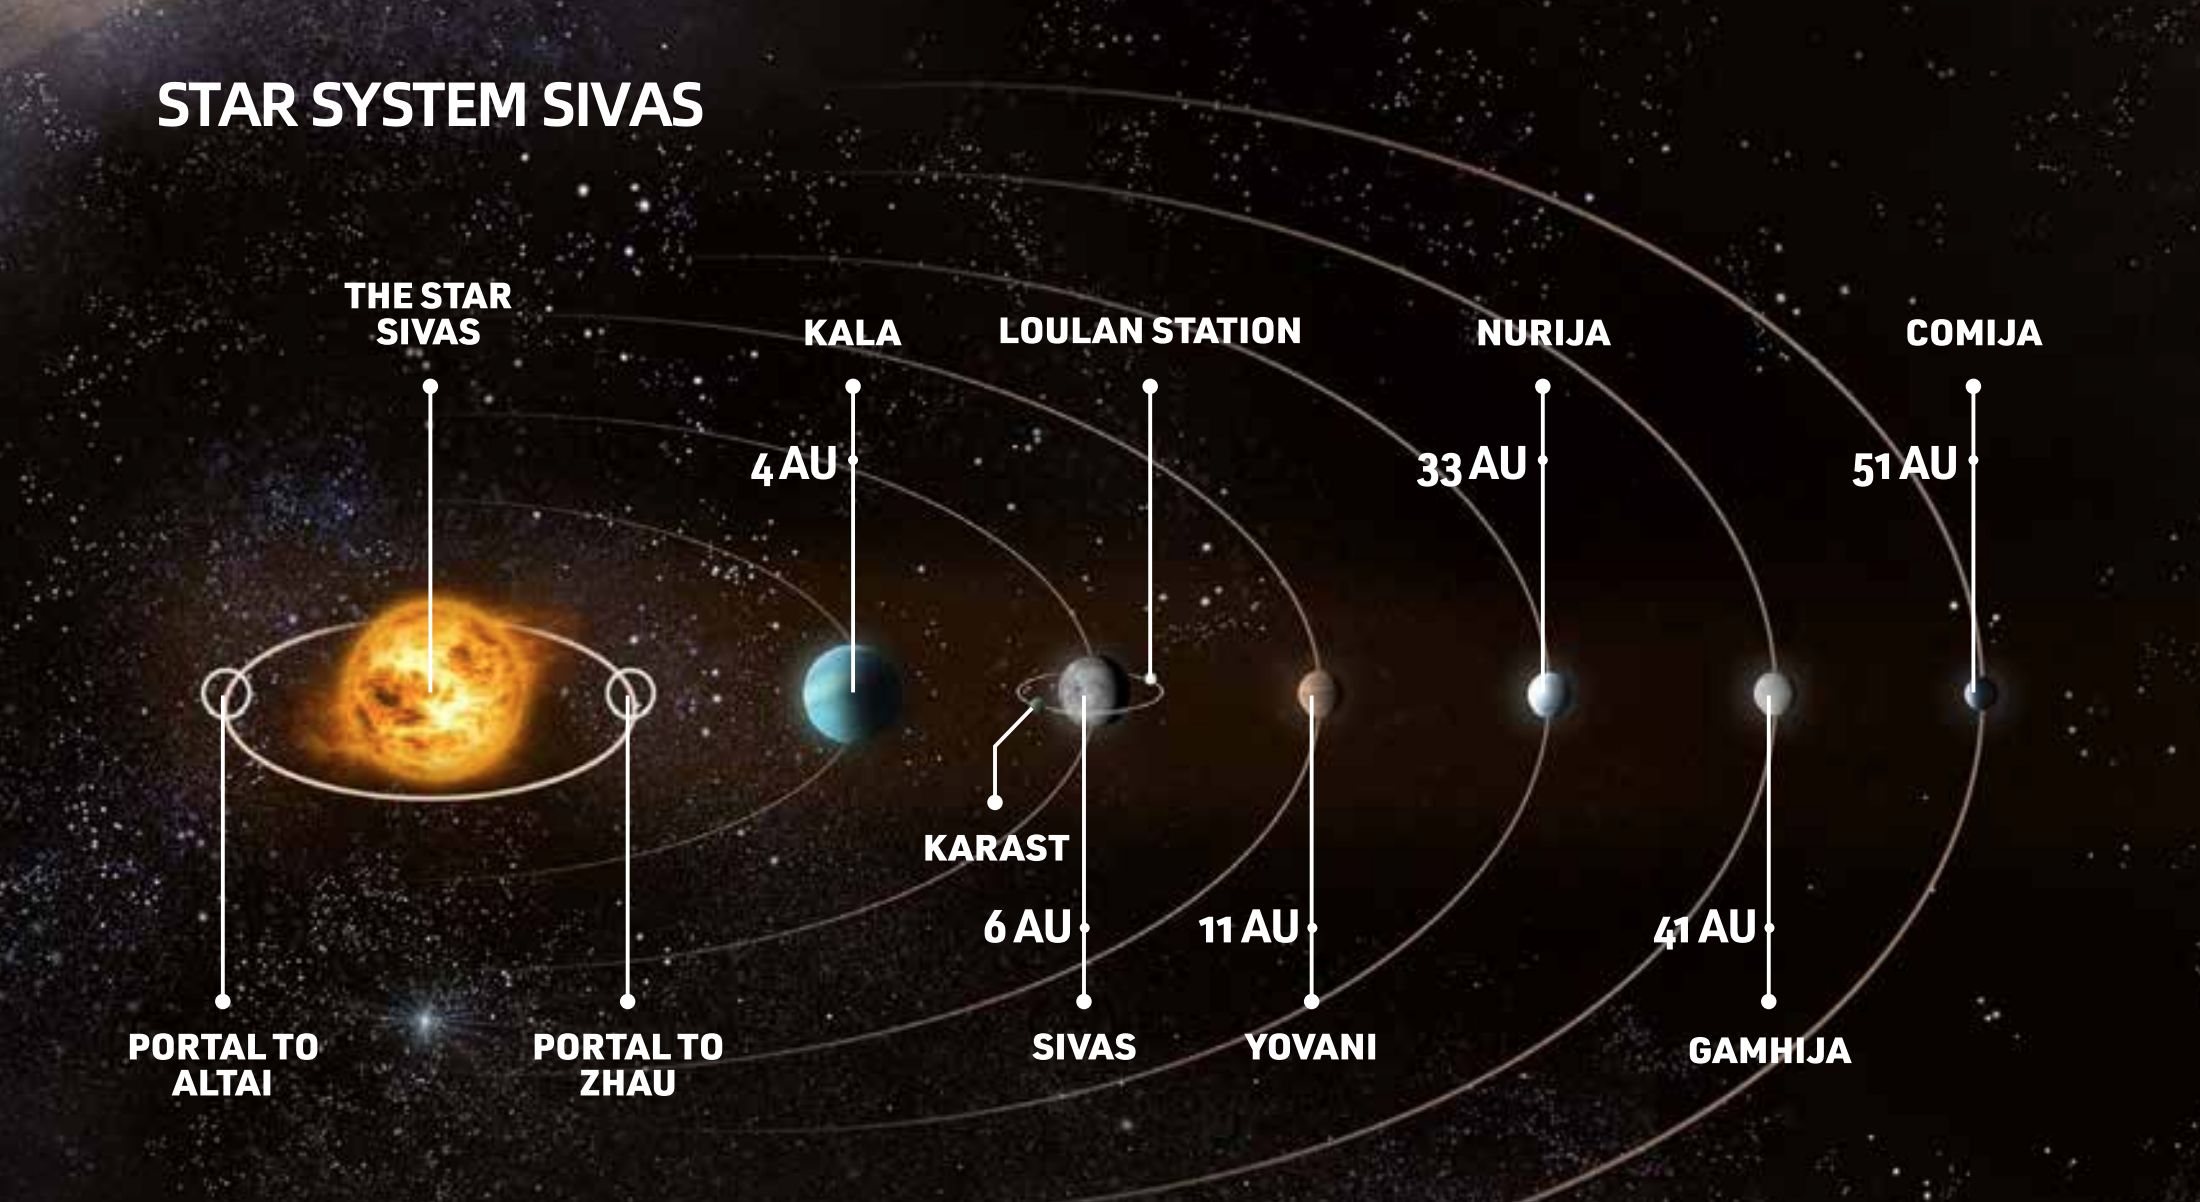 STAR SYSTEM SIVAS
THE STAR
SIVAS
KALA
LOULAN STATION
NURIJA
COMIJA
4 AU
33 AU
51 AU
KARAST
6 AU
11 AU
41 AU
PORTAL TO
ALTAI
PORTAL TO
ZHAU
SIVAS
YOVANI
GAMHIJA